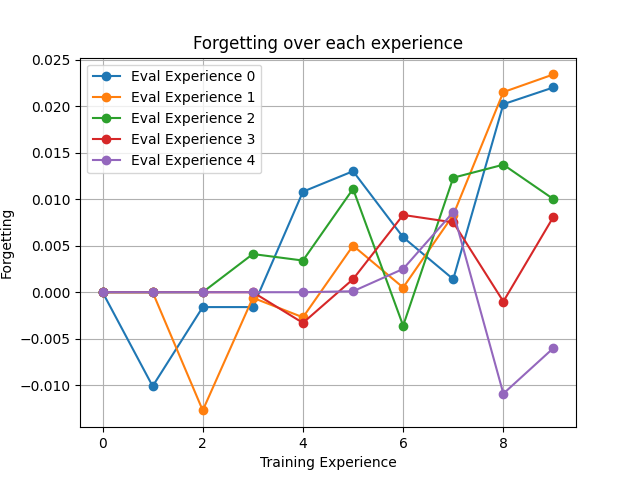 Forgetting over each experience
0.025
0.020
0.015
0.010
0.005
0.000
−0.005
−0.010
Forgetting
Eval Experience 0
Eval Experience 1
Eval Experience 2
Eval Experience 3
Eval Experience 4
0 2 4 6 8
Training Experience